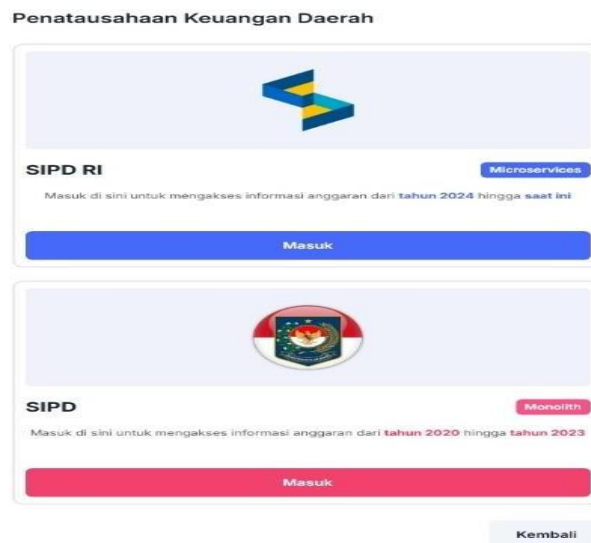 Penatausahaan Keuangan Daerah
SIPD RI
Microservices
Masuk di sini untuk mengakses informasi anggaran dari tahun 2024 hingga saat ini
Masuk
SIPD
Monolith
Masuk di sini untuk mengakses informasi anggaran dari tahun 2020 hingga tahun 2023
Masuk
Kembali